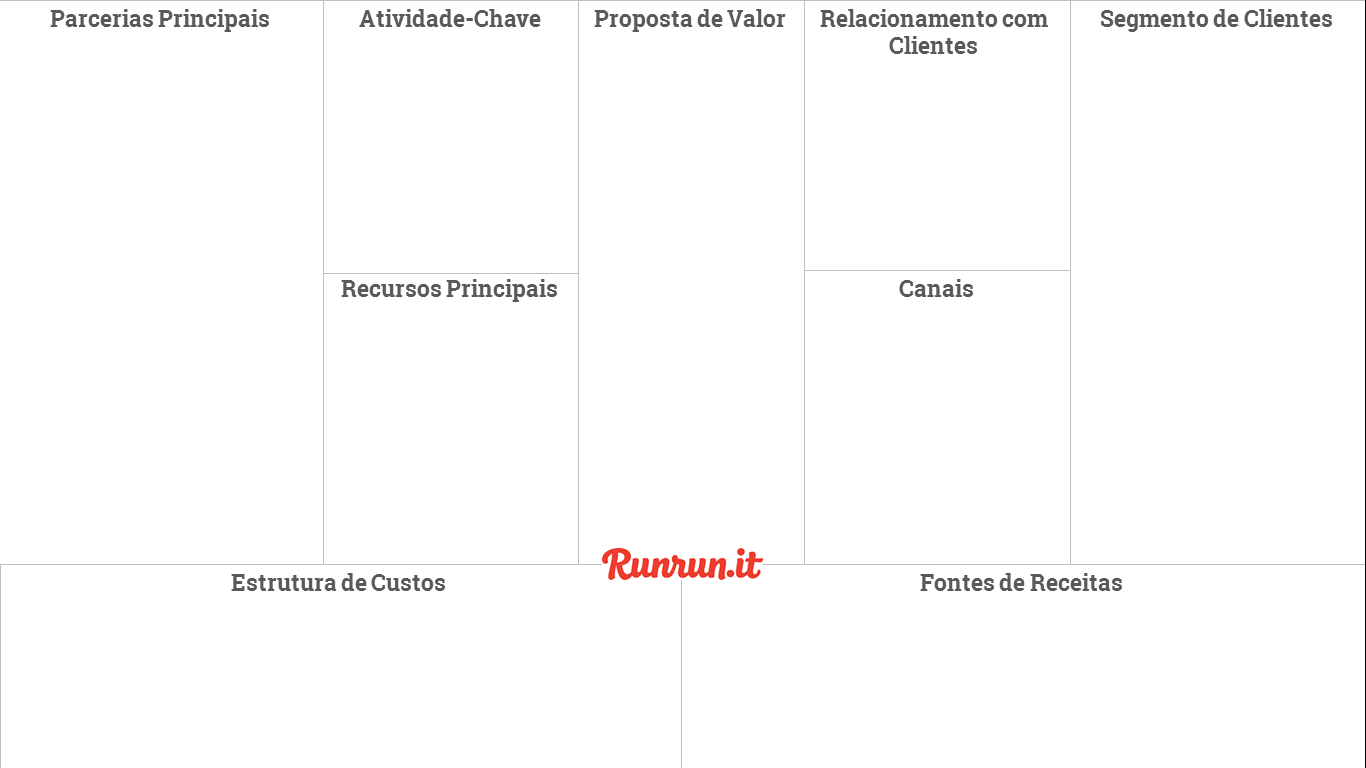 Parcerias Principais
Atividade-Chave
Proposta de Valor
Relacionamento com
Clientes
Segmento de Clientes
Recursos Principais
Canais
Runrun.it
Estrutura de Custos
Fontes de Receitas